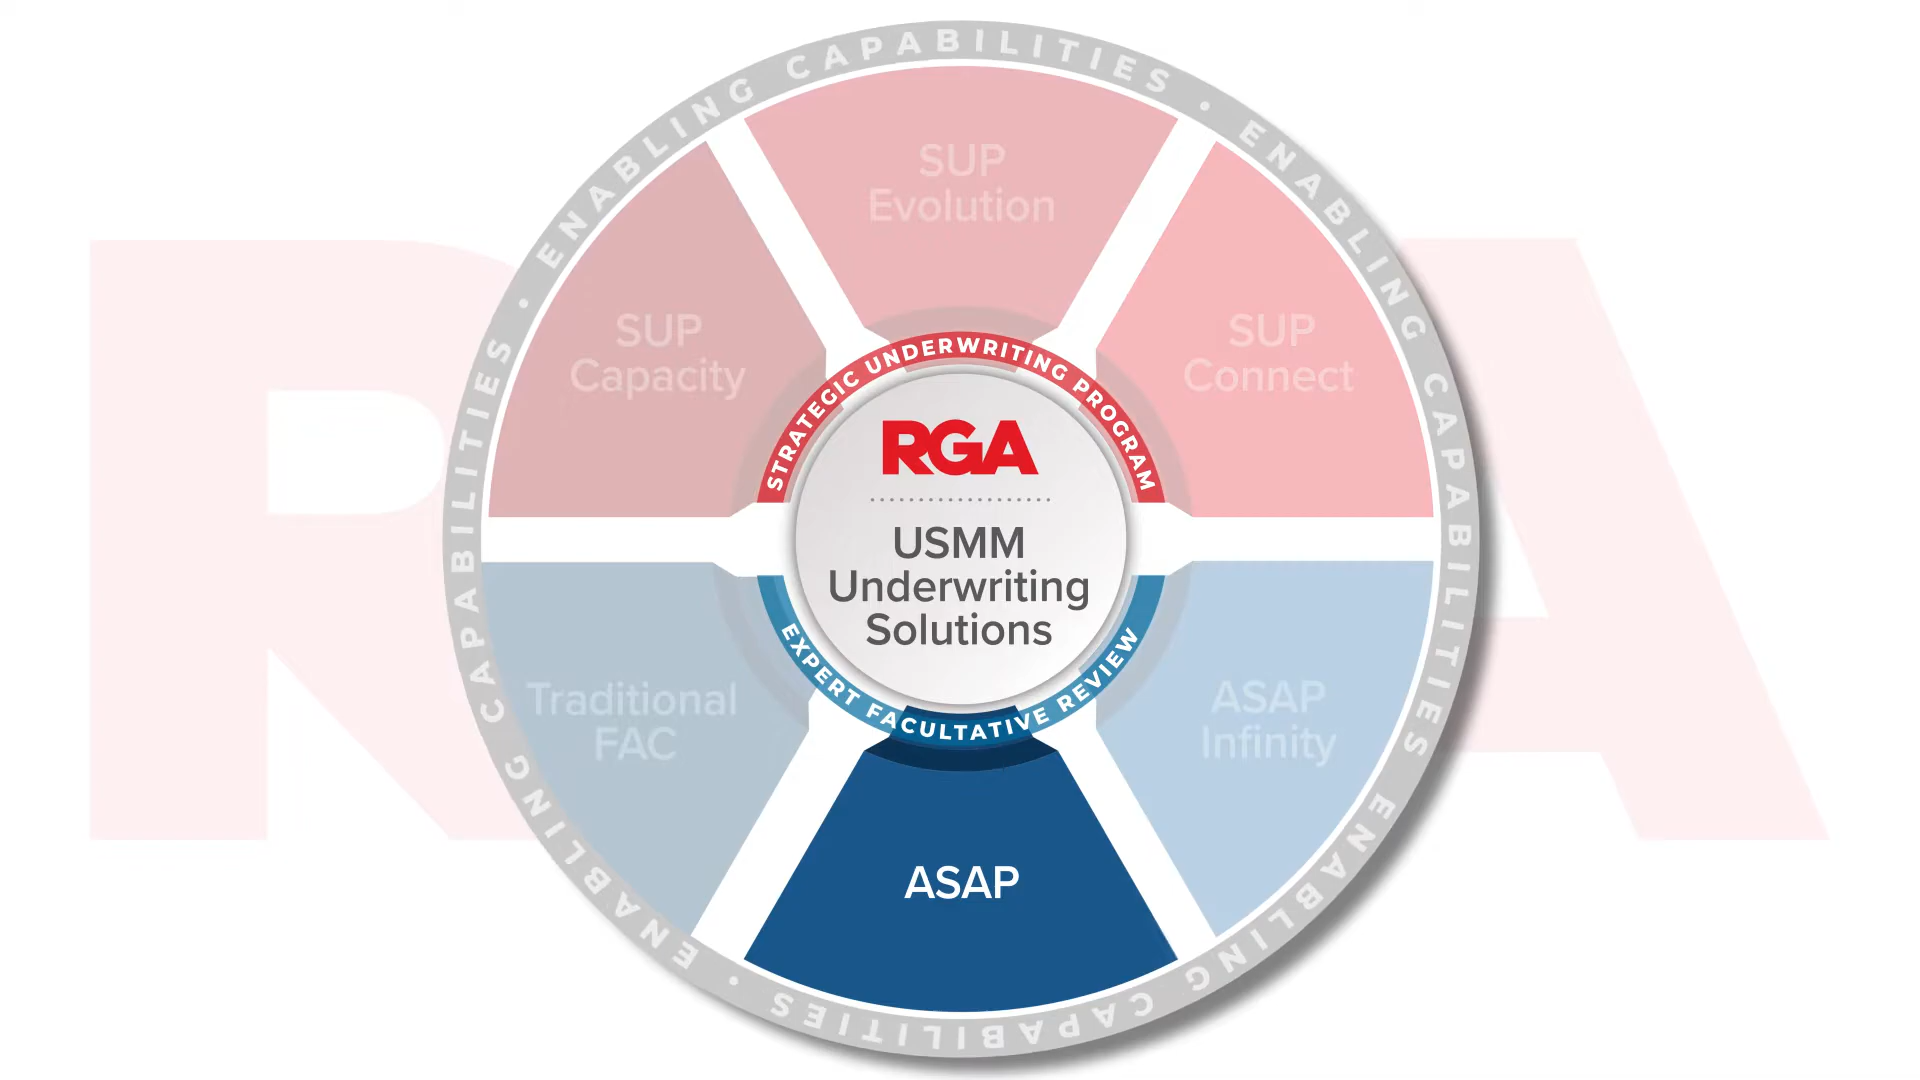 ENABLING CAPABILITIES • ENABLING CAPABILITIES • ENABLING CAPABILITIES •
ENABLING CAPABILITIES
SUP
Evolution
SUP
Capacity
SUP
Connect
STRATEGIC UNDERWRITING PROGRAM
RGA
USMM
Underwriting
Solutions
EXPERT FACULTATIVE REVIEW
Traditional
FAC
ASAP
Infinity
ASAP